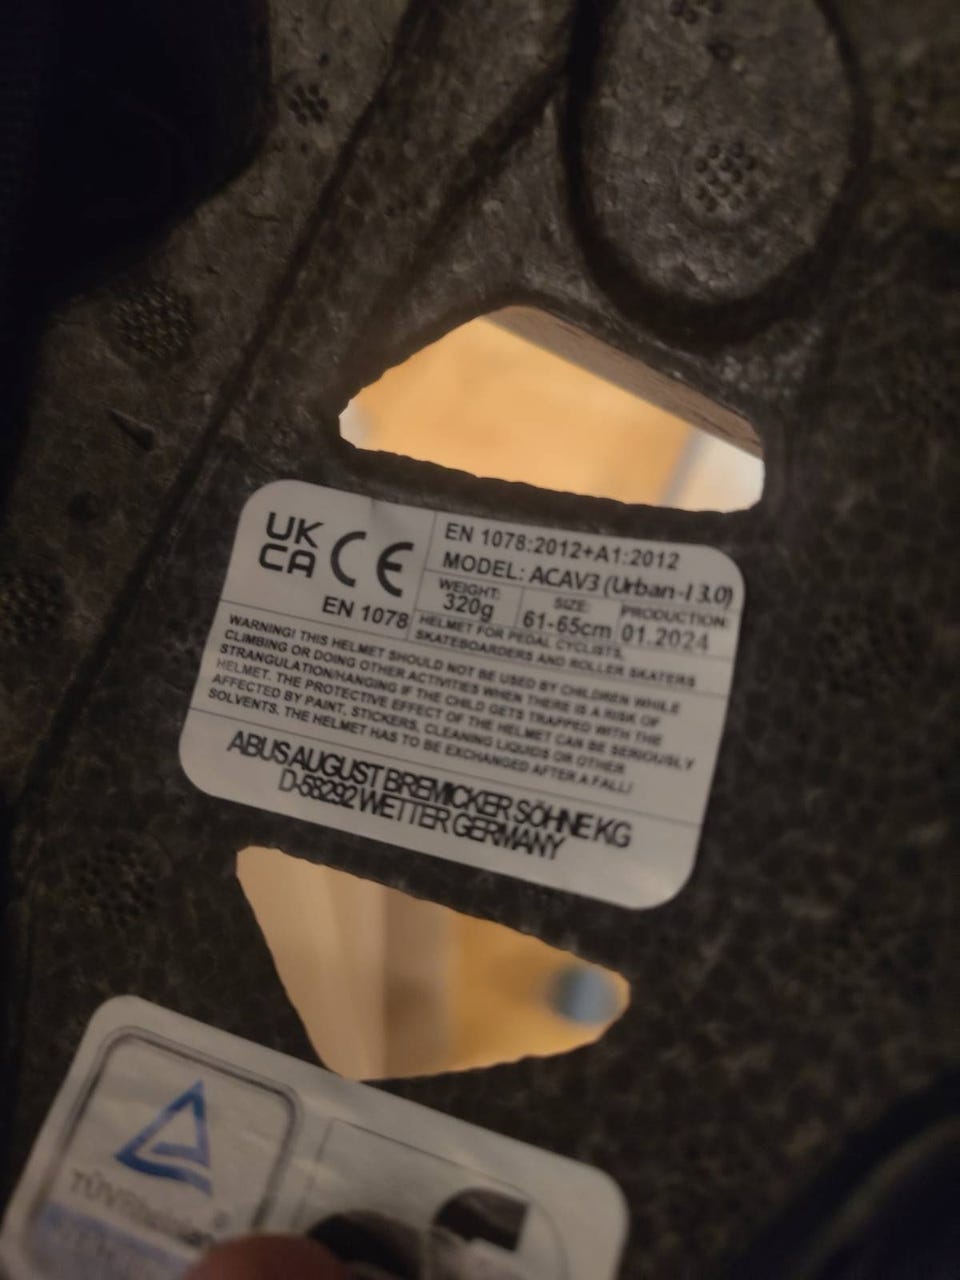 UK
CA CE
EN 1078
EN 1078:2012+A1:2012
MODEL: ACAV3 (Urban-I 3.0)
WEIGHT:
320g
SIZE:
61-65cm
PRODUCTION:
01.2024
HELMET FOR PEDAL CYCLISTS,
SKATEBOARDERS AND ROLLER SKATERS
WARNING! THIS HELMET SHOULD NOT BE USED BY CHILDREN WHILE
CLIMBING OR DOING OTHER ACTIVITIES WHEN THERE IS A RISK OF
STRANGULATION/HANGING IF THE CHILD GETS TRAPPED WITH THE
HELMET. THE PROTECTIVE EFFECT OF THE HELMET CAN BE SERIOUSLY
AFFECTED BY PAINT, STICKERS, CLEANING LIQUIDS OR OTHER
SOLVENTS. THE HELMET HAS TO BE EXCHANGED AFTER A FALL!
ABUS AUGUST BREMICKER SÖHNE KG
D-58292 WETTER GERMANY